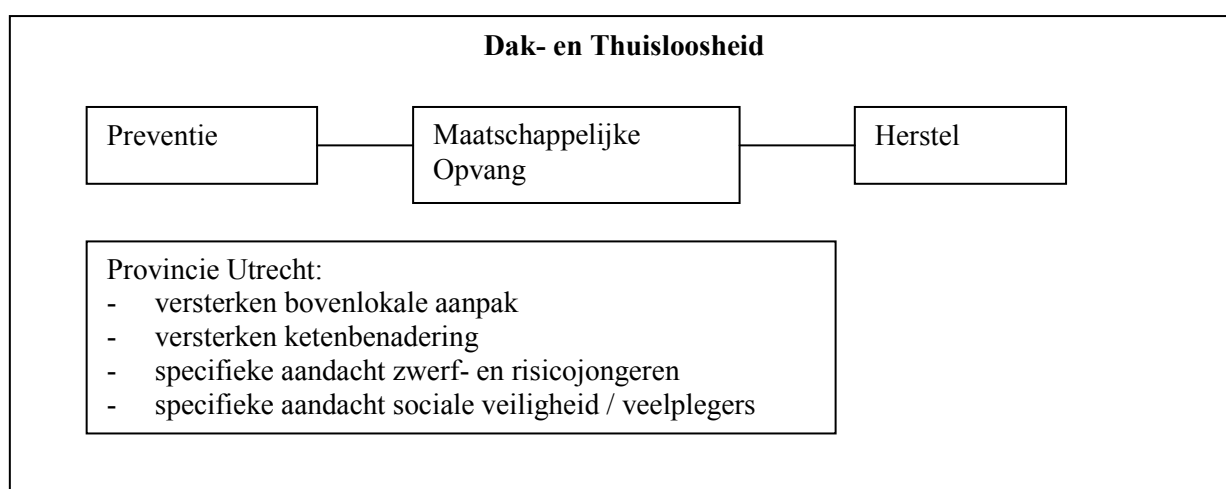 Dak- en Thuisloosheid
Preventie
Maatschappelijke
Opvang
Herstel
Provincie Utrecht:
- versterken bovenlokale aanpak
- versterken ketenbenadering
- specifieke aandacht zwerf- en risicojongeren
- specifieke aandacht sociale veiligheid / veelplegers